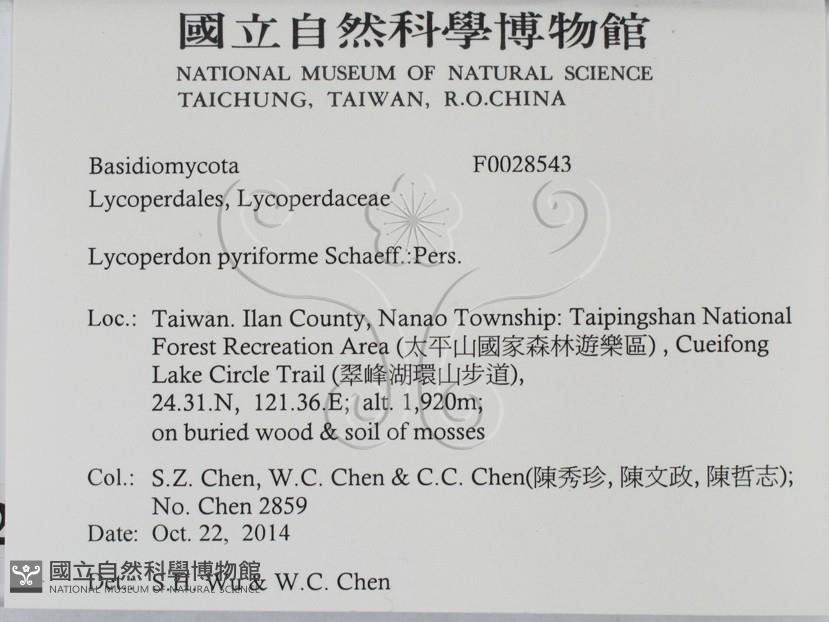 國立自然科學博物館
NATIONAL MUSEUM OF NATURAL SCIENCE
TAICHUNG, TAIWAN, R.O.CHINA
Basidiomycota F0028543
Lycoperdales, Lycoperdaceae
Lycoperdon pyriforme Schaeff.:Pers.
Loc.: Taiwan. Ilan County, Nanao Township: Taipingshan National
Forest Recreation Area (太平山國家森林遊樂區) , Cueifong
Lake Circle Trail (翠峰湖環山步道),
24.31.N, 121.36.E; alt. 1,920m;
on buried wood & soil of mosses
Col.: S.Z. Chen, W.C. Chen & C.C. Chen(陳秀珍, 陳文政, 陳哲志);
No. Chen 2859
Date: Oct. 22, 2014
Det.: S.H. Wu & W.C. Chen
國立自然科學博物館
NATIONAL MUSEUM OF NATURAL SCIENCE